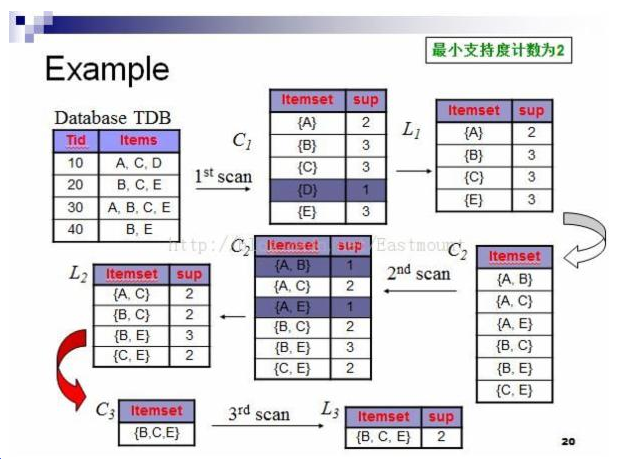 最小支持度计数为2
Example
Database TDB
Tid Items
10 A, C, D
20 B, C, E
30 A, B, C, E
40 B, E
1st scan
C1
Itemset sup
{A} 2
{B} 3
{C} 3
{D} 1
{E} 3
L1
Itemset sup
{A} 2
{B} 3
{C} 3
{E} 3
C2
Itemset
{A, B}
{A, C}
{A, E}
{B, C}
{B, E}
{C, E}
2nd scan
C2
Itemset sup
{A, B} 1
{A, C} 2
{A, E} 1
{B, C} 2
{B, E} 3
{C, E} 2
L2
Itemset sup
{A, C} 2
{B, C} 2
{B, E} 3
{C, E} 2
C3
Itemset
{B,C,E}
3rd scan
L3
Itemset sup
{B, C, E} 2
20